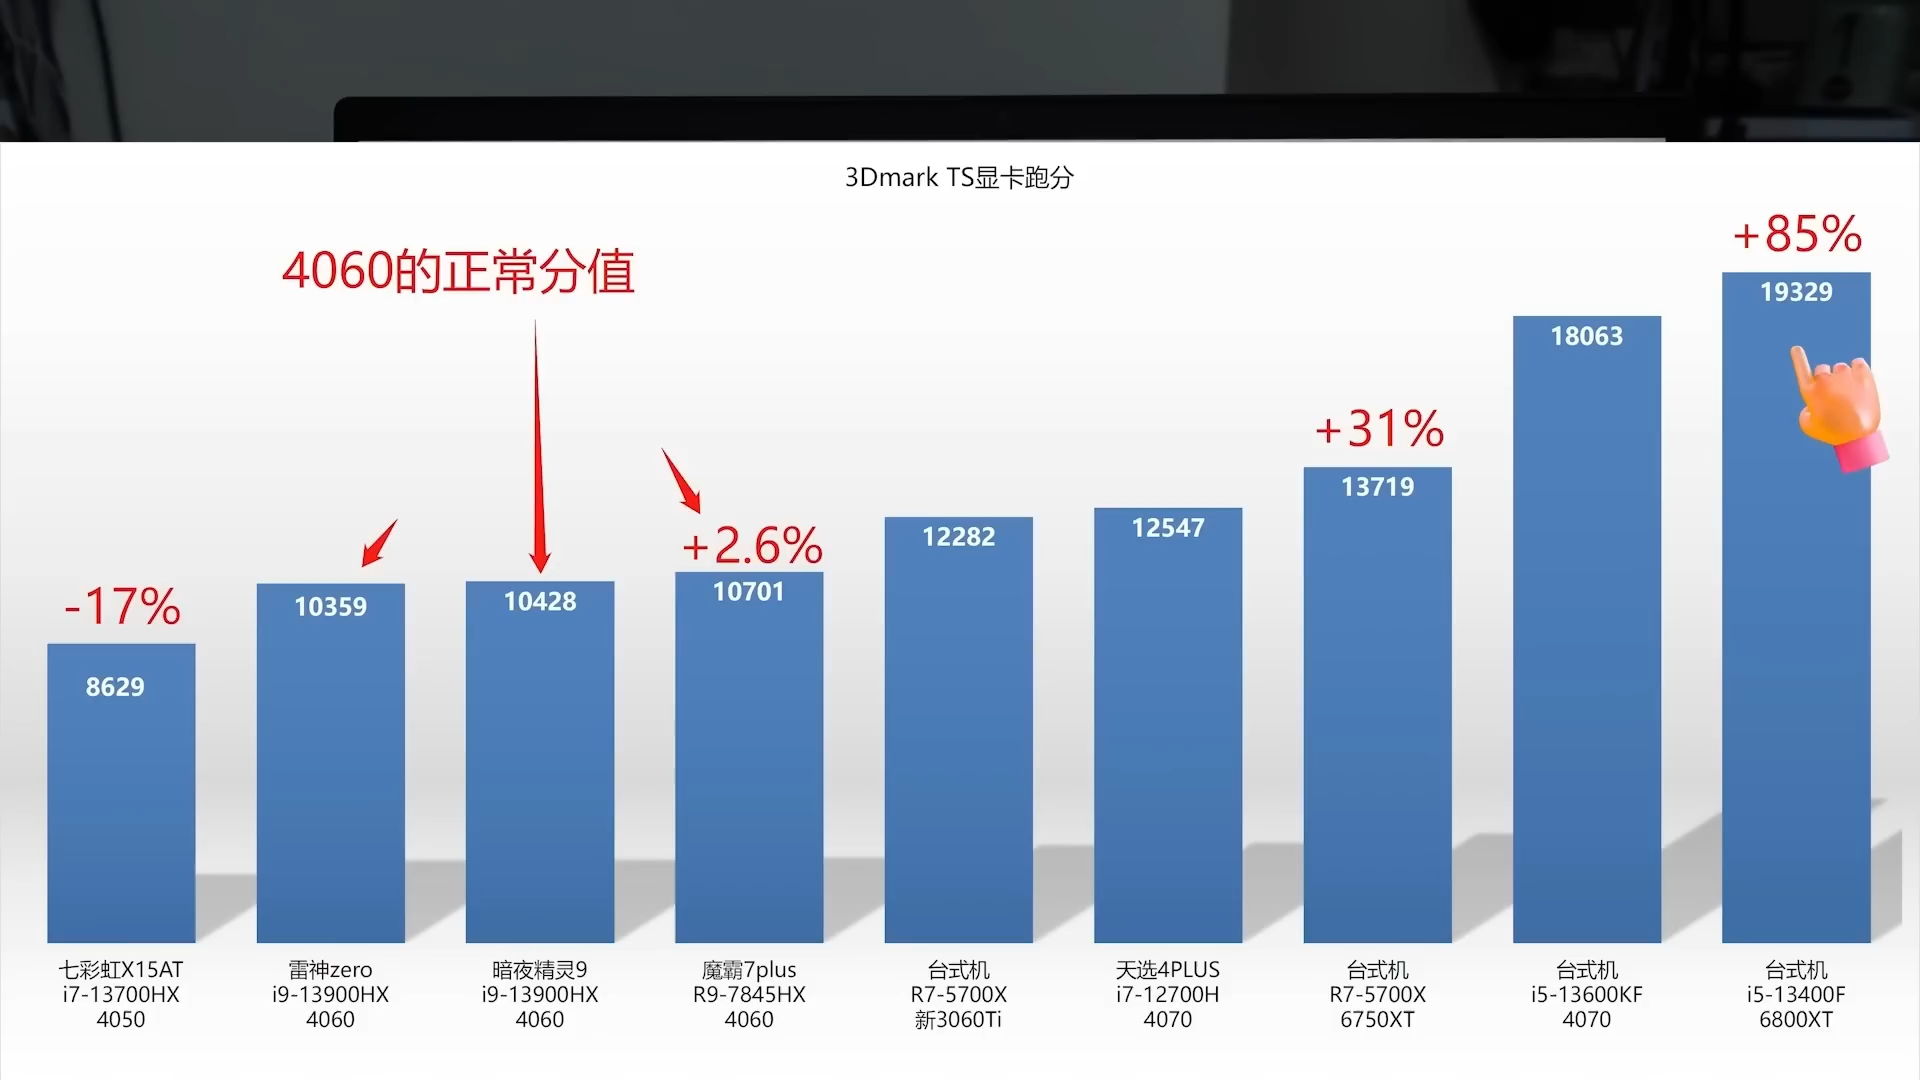 3Dmark TS显卡跑分
4060的正常分值
-17%
+2.6%
+31%
+85%
8629
10359
10428
10701
12282
12547
13719
18063
19329
七彩虹X15AT
i7-13700HX
4050
雷神zero
i9-13900HX
4060
暗夜精灵9
i9-13900HX
4060
魔霸7plus
R9-7845HX
4060
台式机
R7-5700X
新3060Ti
天选4PLUS
i7-12700H
4070
台式机
R7-5700X
6750XT
台式机
i5-13600KF
4070
台式机
i5-13400F
6800XT